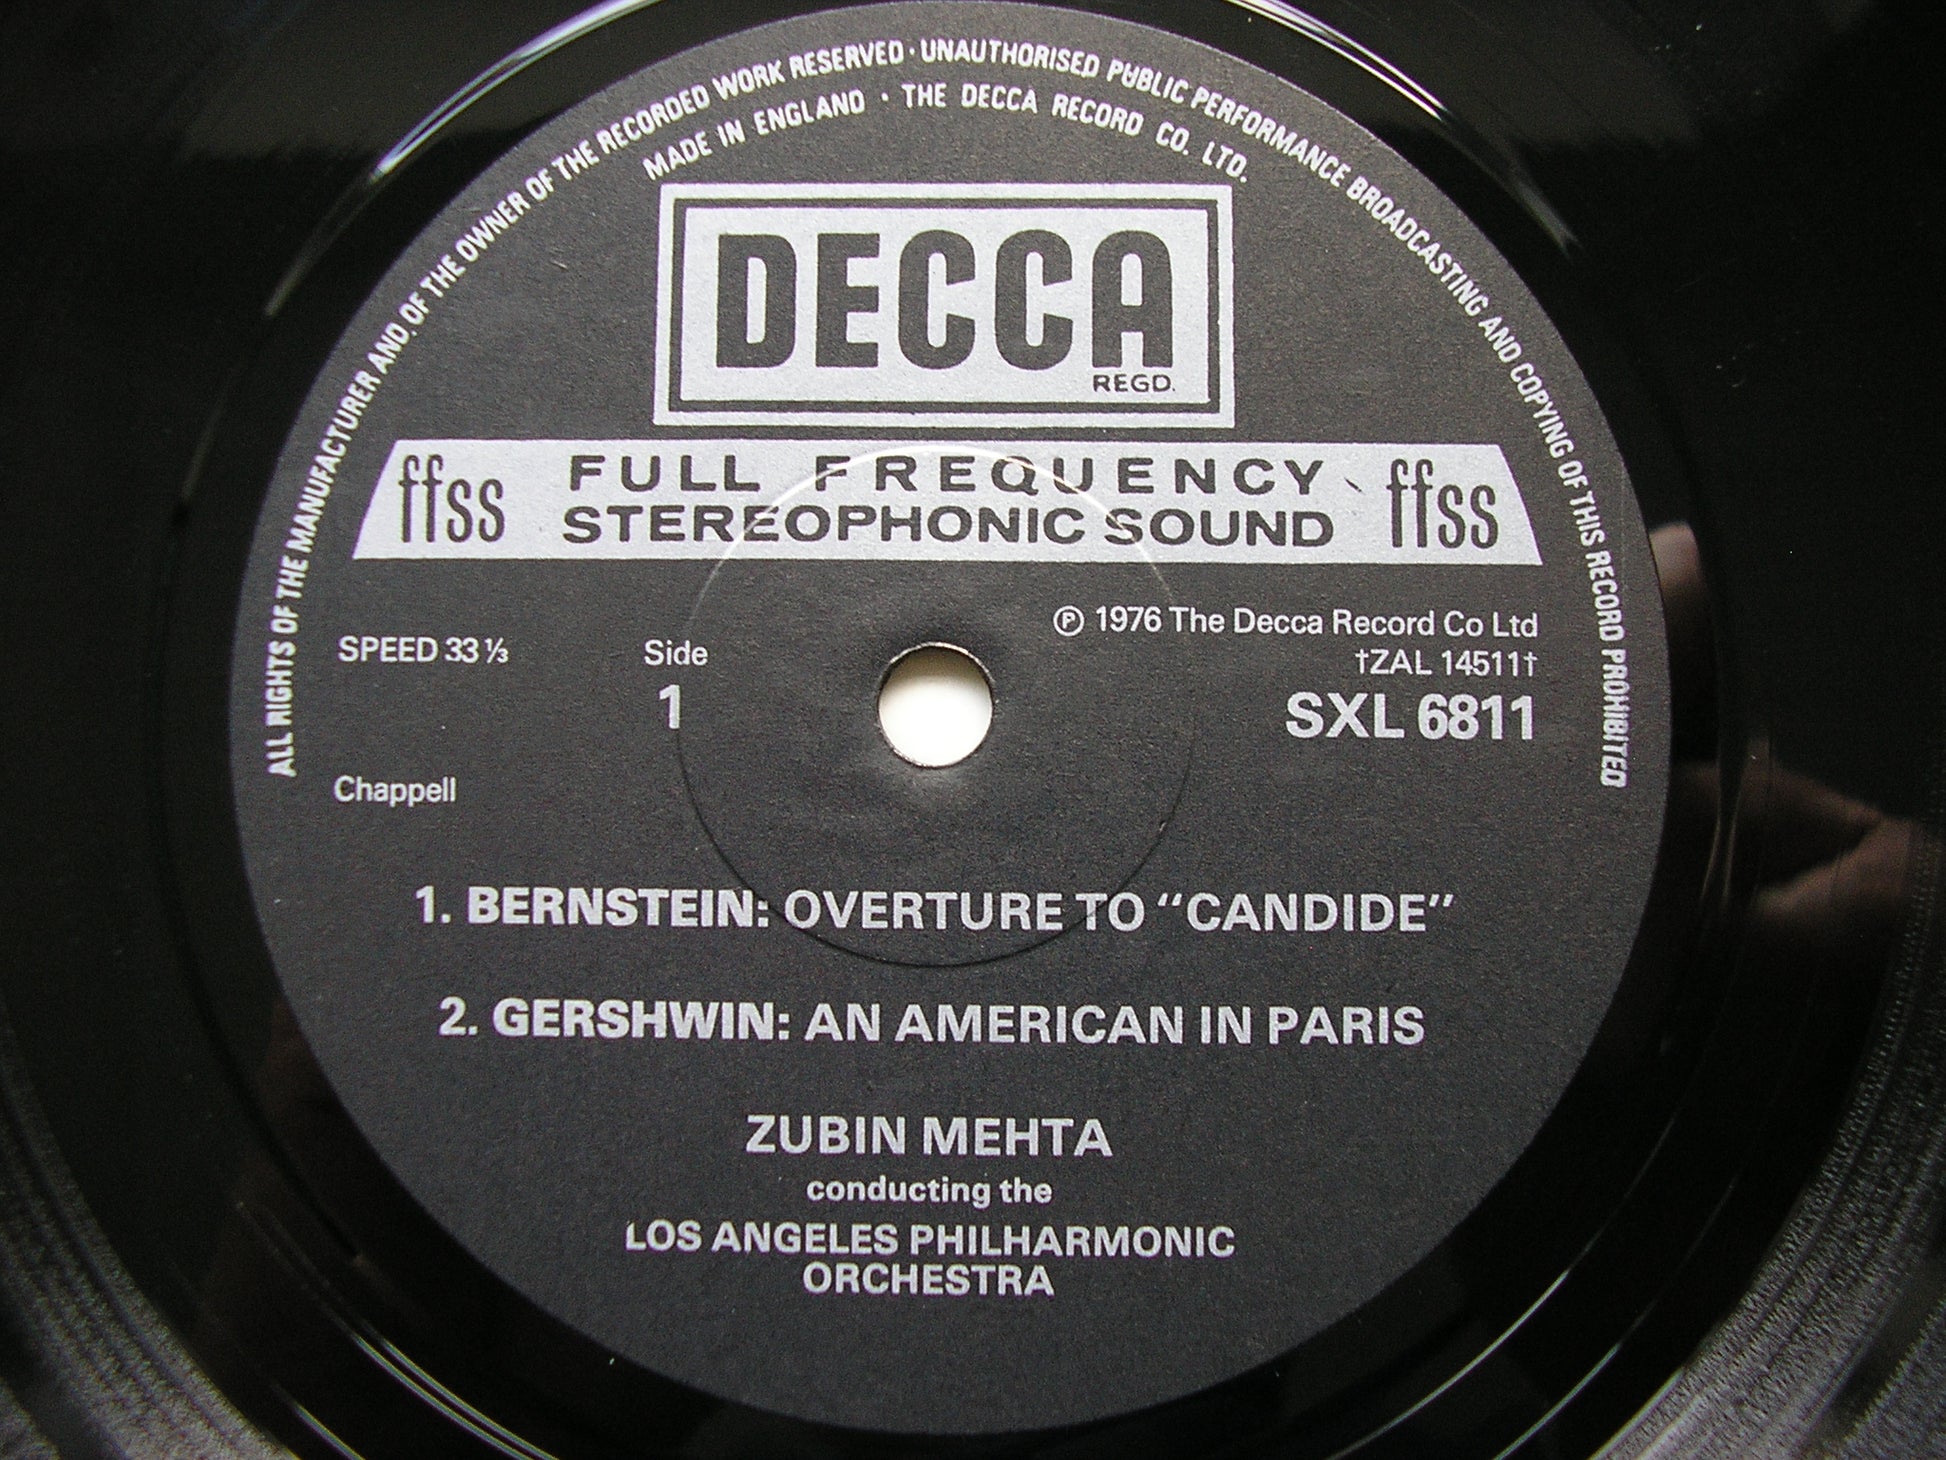 ALL RIGHTS OF THE MANUFACTURER AND OF THE OWNER OF THE RECORDED WORK RESERVED · UNAUTHORISED PUBLIC PERFORMANCE BROADCASTING AND COPYING OF THIS RECORD PROHIBITED
MADE IN ENGLAND · THE DECCA RECORD CO. LTD.
DECCA
REGD.
ffss FULL FREQUENCY ffss
STEREOPHONIC SOUND
℗ 1976 The Decca Record Co Ltd
SPEED 33⅓ Side †ZAL 14511†
1 SXL 6811
Chappell
1. BERNSTEIN: OVERTURE TO "CANDIDE"
2. GERSHWIN: AN AMERICAN IN PARIS
ZUBIN MEHTA
conducting the
LOS ANGELES PHILHARMONIC
ORCHESTRA